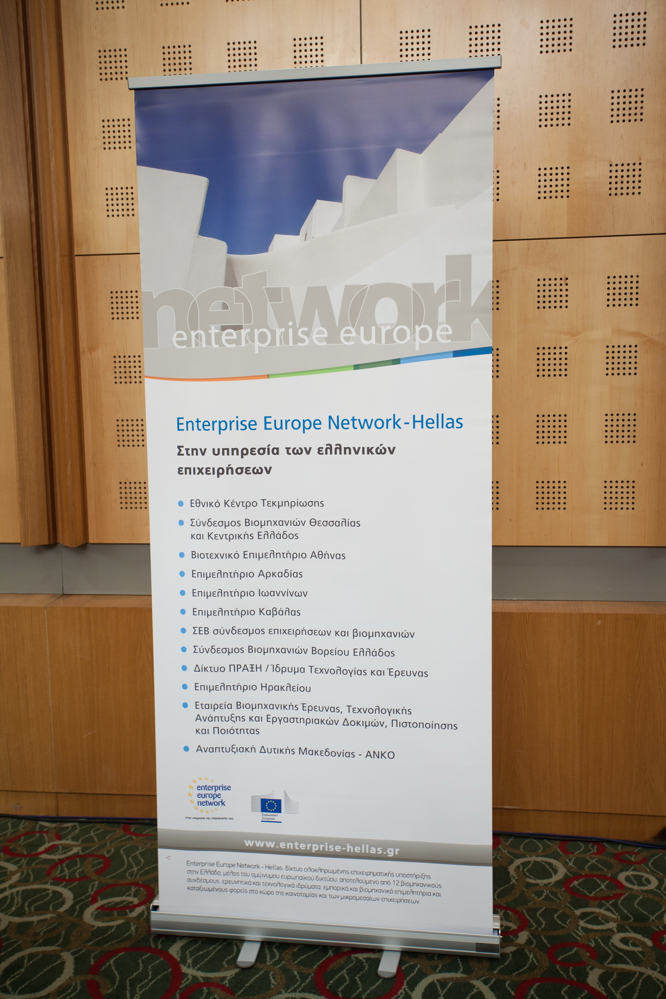 network
enterprise europe
Enterprise Europe Network-Hellas
Στην υπηρεσία των ελληνικών
επιχειρήσεων
Εθνικό Κέντρο Τεκμηρίωσης
Σύνδεσμος Βιομηχανιών Θεσσαλίας
και Κεντρικής Ελλάδος
Βιοτεχνικό Επιμελητήριο Αθήνας
Επιμελητήριο Αρκαδίας
Επιμελητήριο Ιωαννίνων
Επιμελητήριο Καβάλας
ΣΕΒ σύνδεσμος επιχειρήσεων και βιομηχανιών
Σύνδεσμος Βιομηχανιών Βορείου Ελλάδος
Δίκτυο ΠΡΑΞΗ / Ίδρυμα Τεχνολογίας και Έρευνας
Επιμελητήριο Ηρακλείου
Εταιρεία Βιομηχανικής Έρευνας, Τεχνολογικής
Ανάπτυξης και Εργαστηριακών Δοκιμών, Πιστοποίησης
και Ποιότητας
Αναπτυξιακή Δυτικής Μακεδονίας - ΑΝΚΟ
enterprise
europe
network
στην υπηρεσία της επιχείρησής σας
Ευρωπαϊκή
Επιτροπή
www.enterprise-hellas.gr
Enterprise Europe Network - Hellas: δίκτυο ολοκληρωμένης επιχειρηματικής υποστήριξης
στην Ελλάδα, μέλος του ομώνυμου ευρωπαϊκού δικτύου, αποτελούμενο από 12 βιομηχανικούς
συνδέσμους, ερευνητικά και τεχνολογικά ιδρύματα, εμπορικά και βιομηχανικά επιμελητήρια και
καταξιωμένους φορείς στο χώρο της καινοτομίας και των μικρομεσαίων επιχειρήσεων.